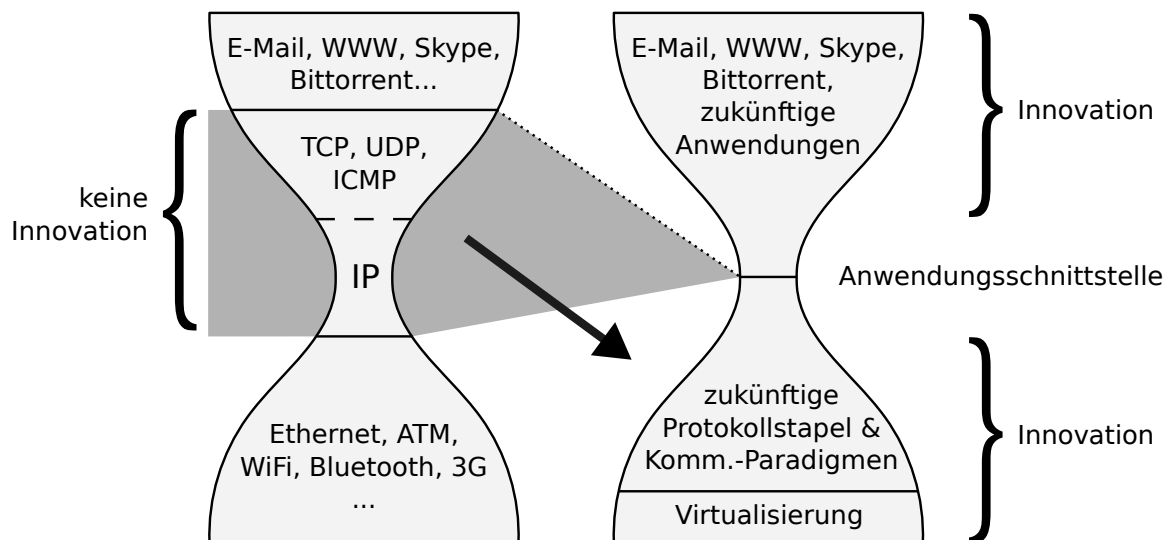 E-Mail, WWW, Skype,
Bittorrent...
TCP, UDP,
ICMP
IP
Ethernet, ATM,
WiFi, Bluetooth, 3G
...
keine
Innovation
E-Mail, WWW, Skype,
Bittorrent,
zukünftige
Anwendungen
Innovation
Anwendungsschnittstelle
zukünftige
Protokollstapel &
Komm.-Paradigmen
Virtualisierung
Innovation